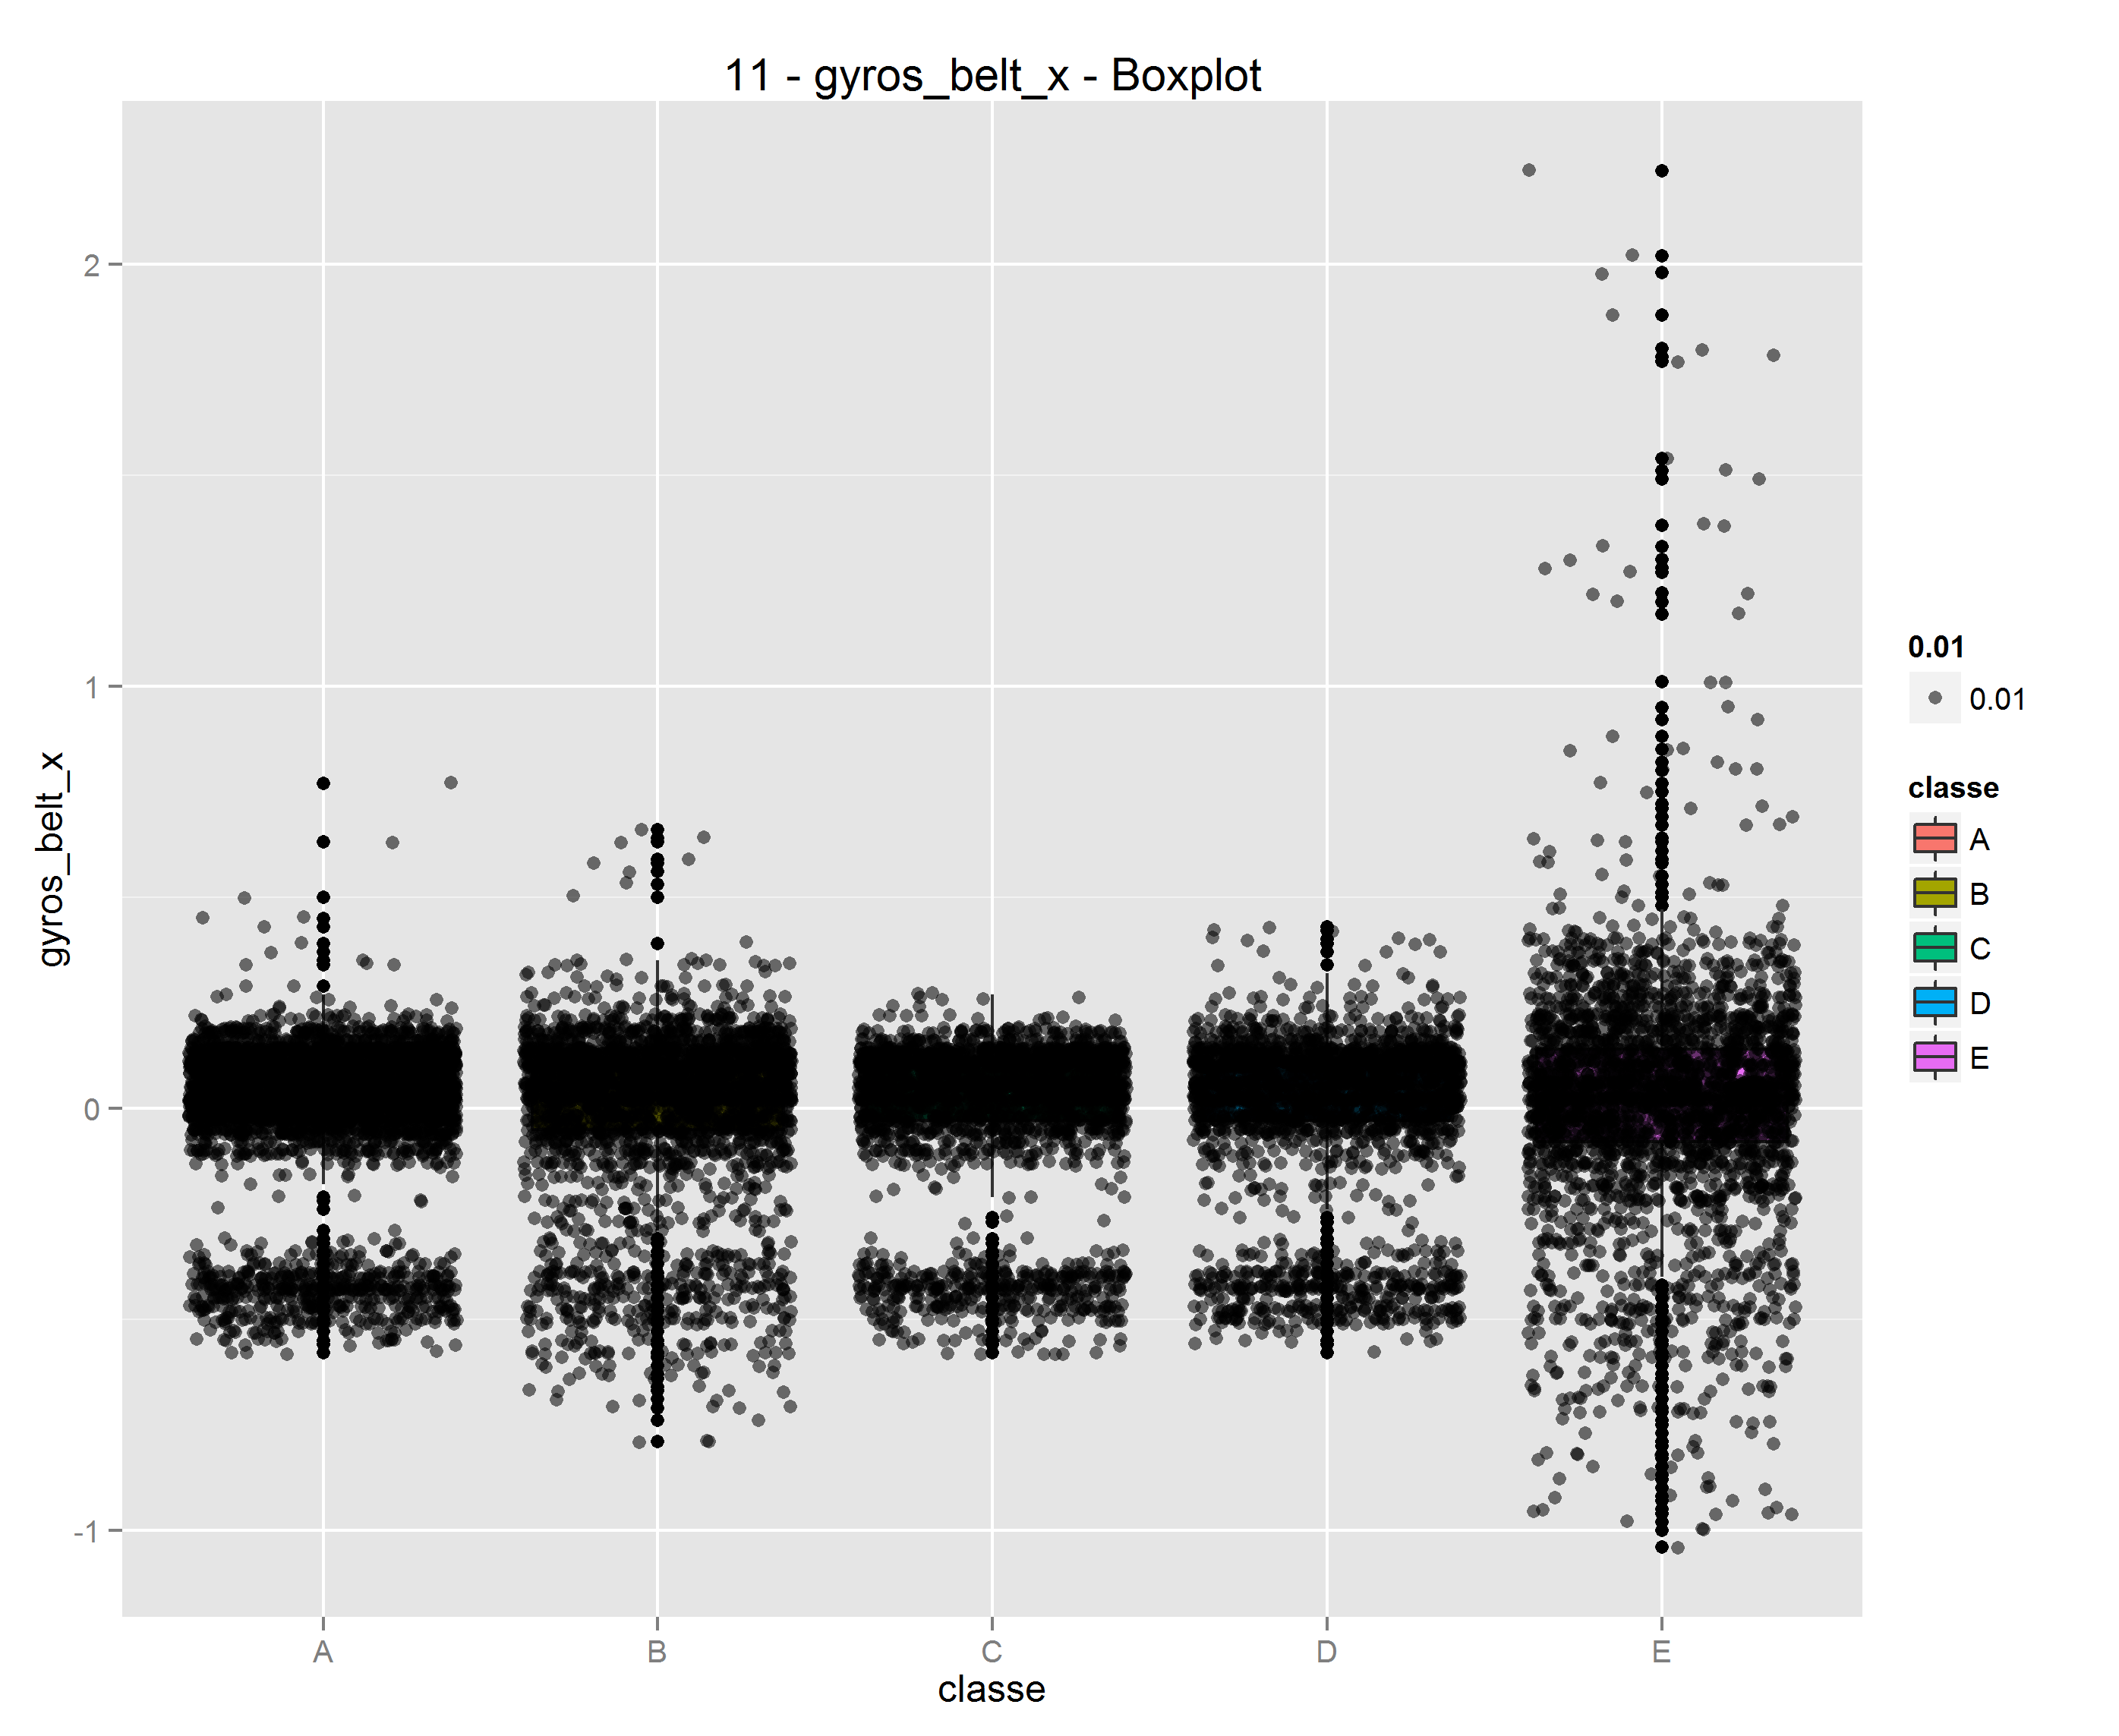 11 - gyros_belt_x - Boxplot
gyros_belt_x
2
1
0
-1
A
B
C
D
E
classe
0.01
0.01
classe
A
B
C
D
E